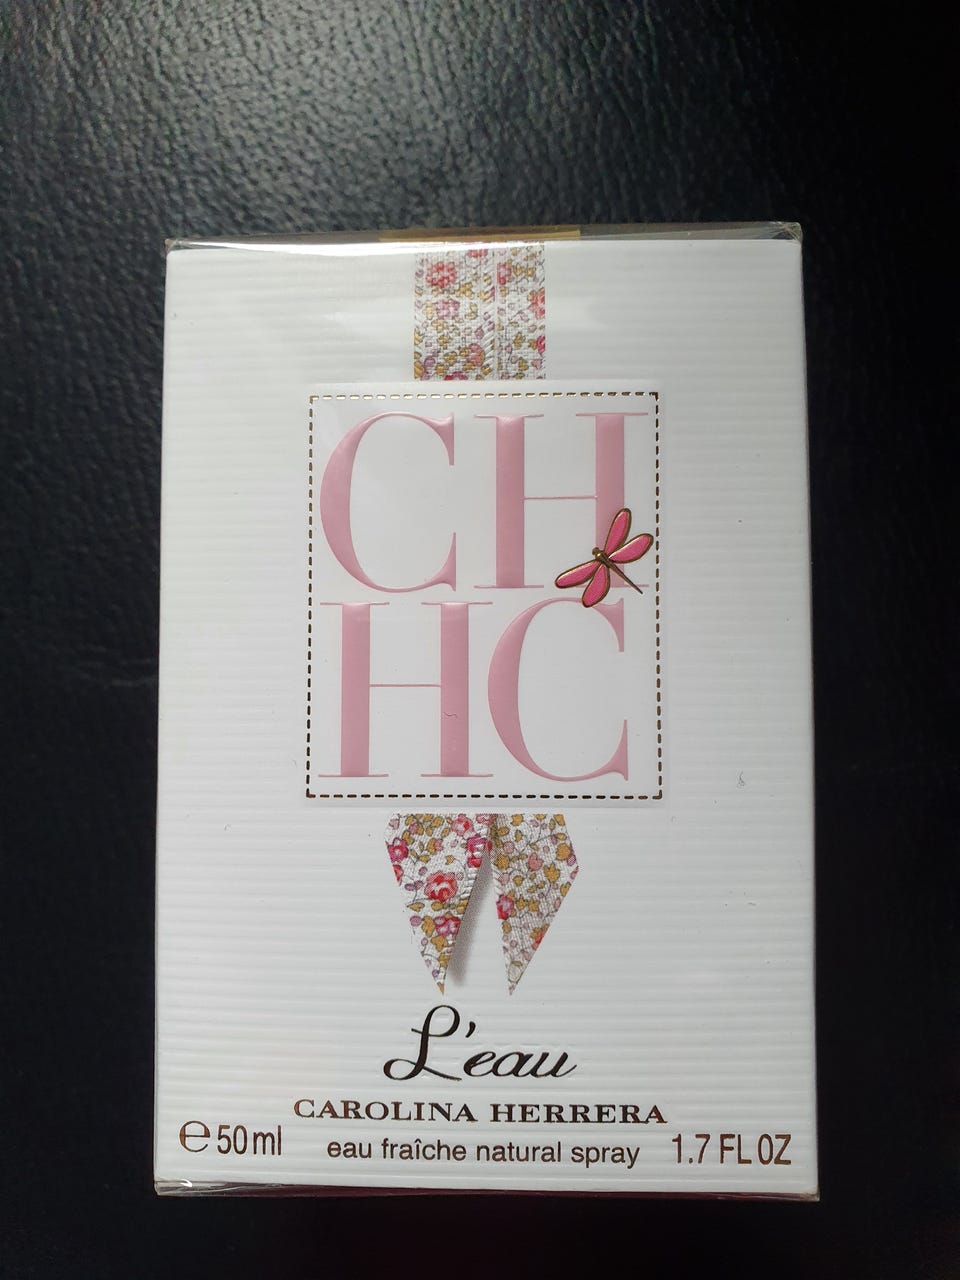 CH
HC
L'eau
CAROLINA HERRERA
℮50ml eau fraîche natural spray 1.7 FL OZ